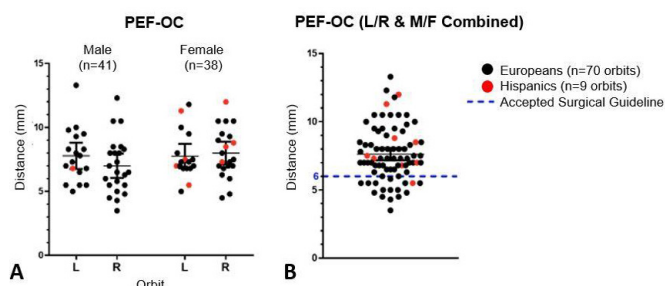 PEF-OC
PEF-OC (L/R & M/F Combined)
Male
(n=41)
Female
(n=38)
15
10
5
0
Distance (mm)
L
R
L
R
Orbit
A
15
10
6
5
0
Distance (mm)
B
Europeans (n=70 orbits)
Hispanics (n=9 orbits)
Accepted Surgical Guideline